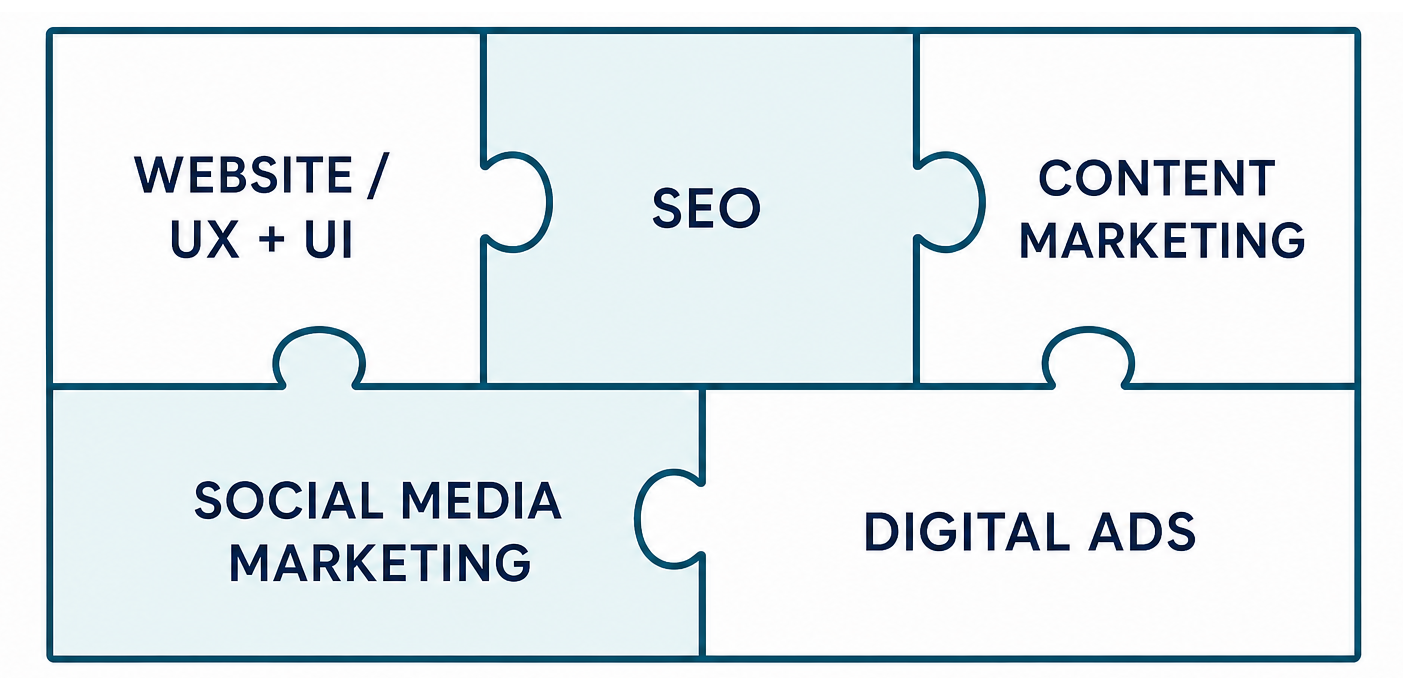 WEBSITE /
UX + UI
SEO
CONTENT
MARKETING
SOCIAL MEDIA
MARKETING
DIGITAL ADS